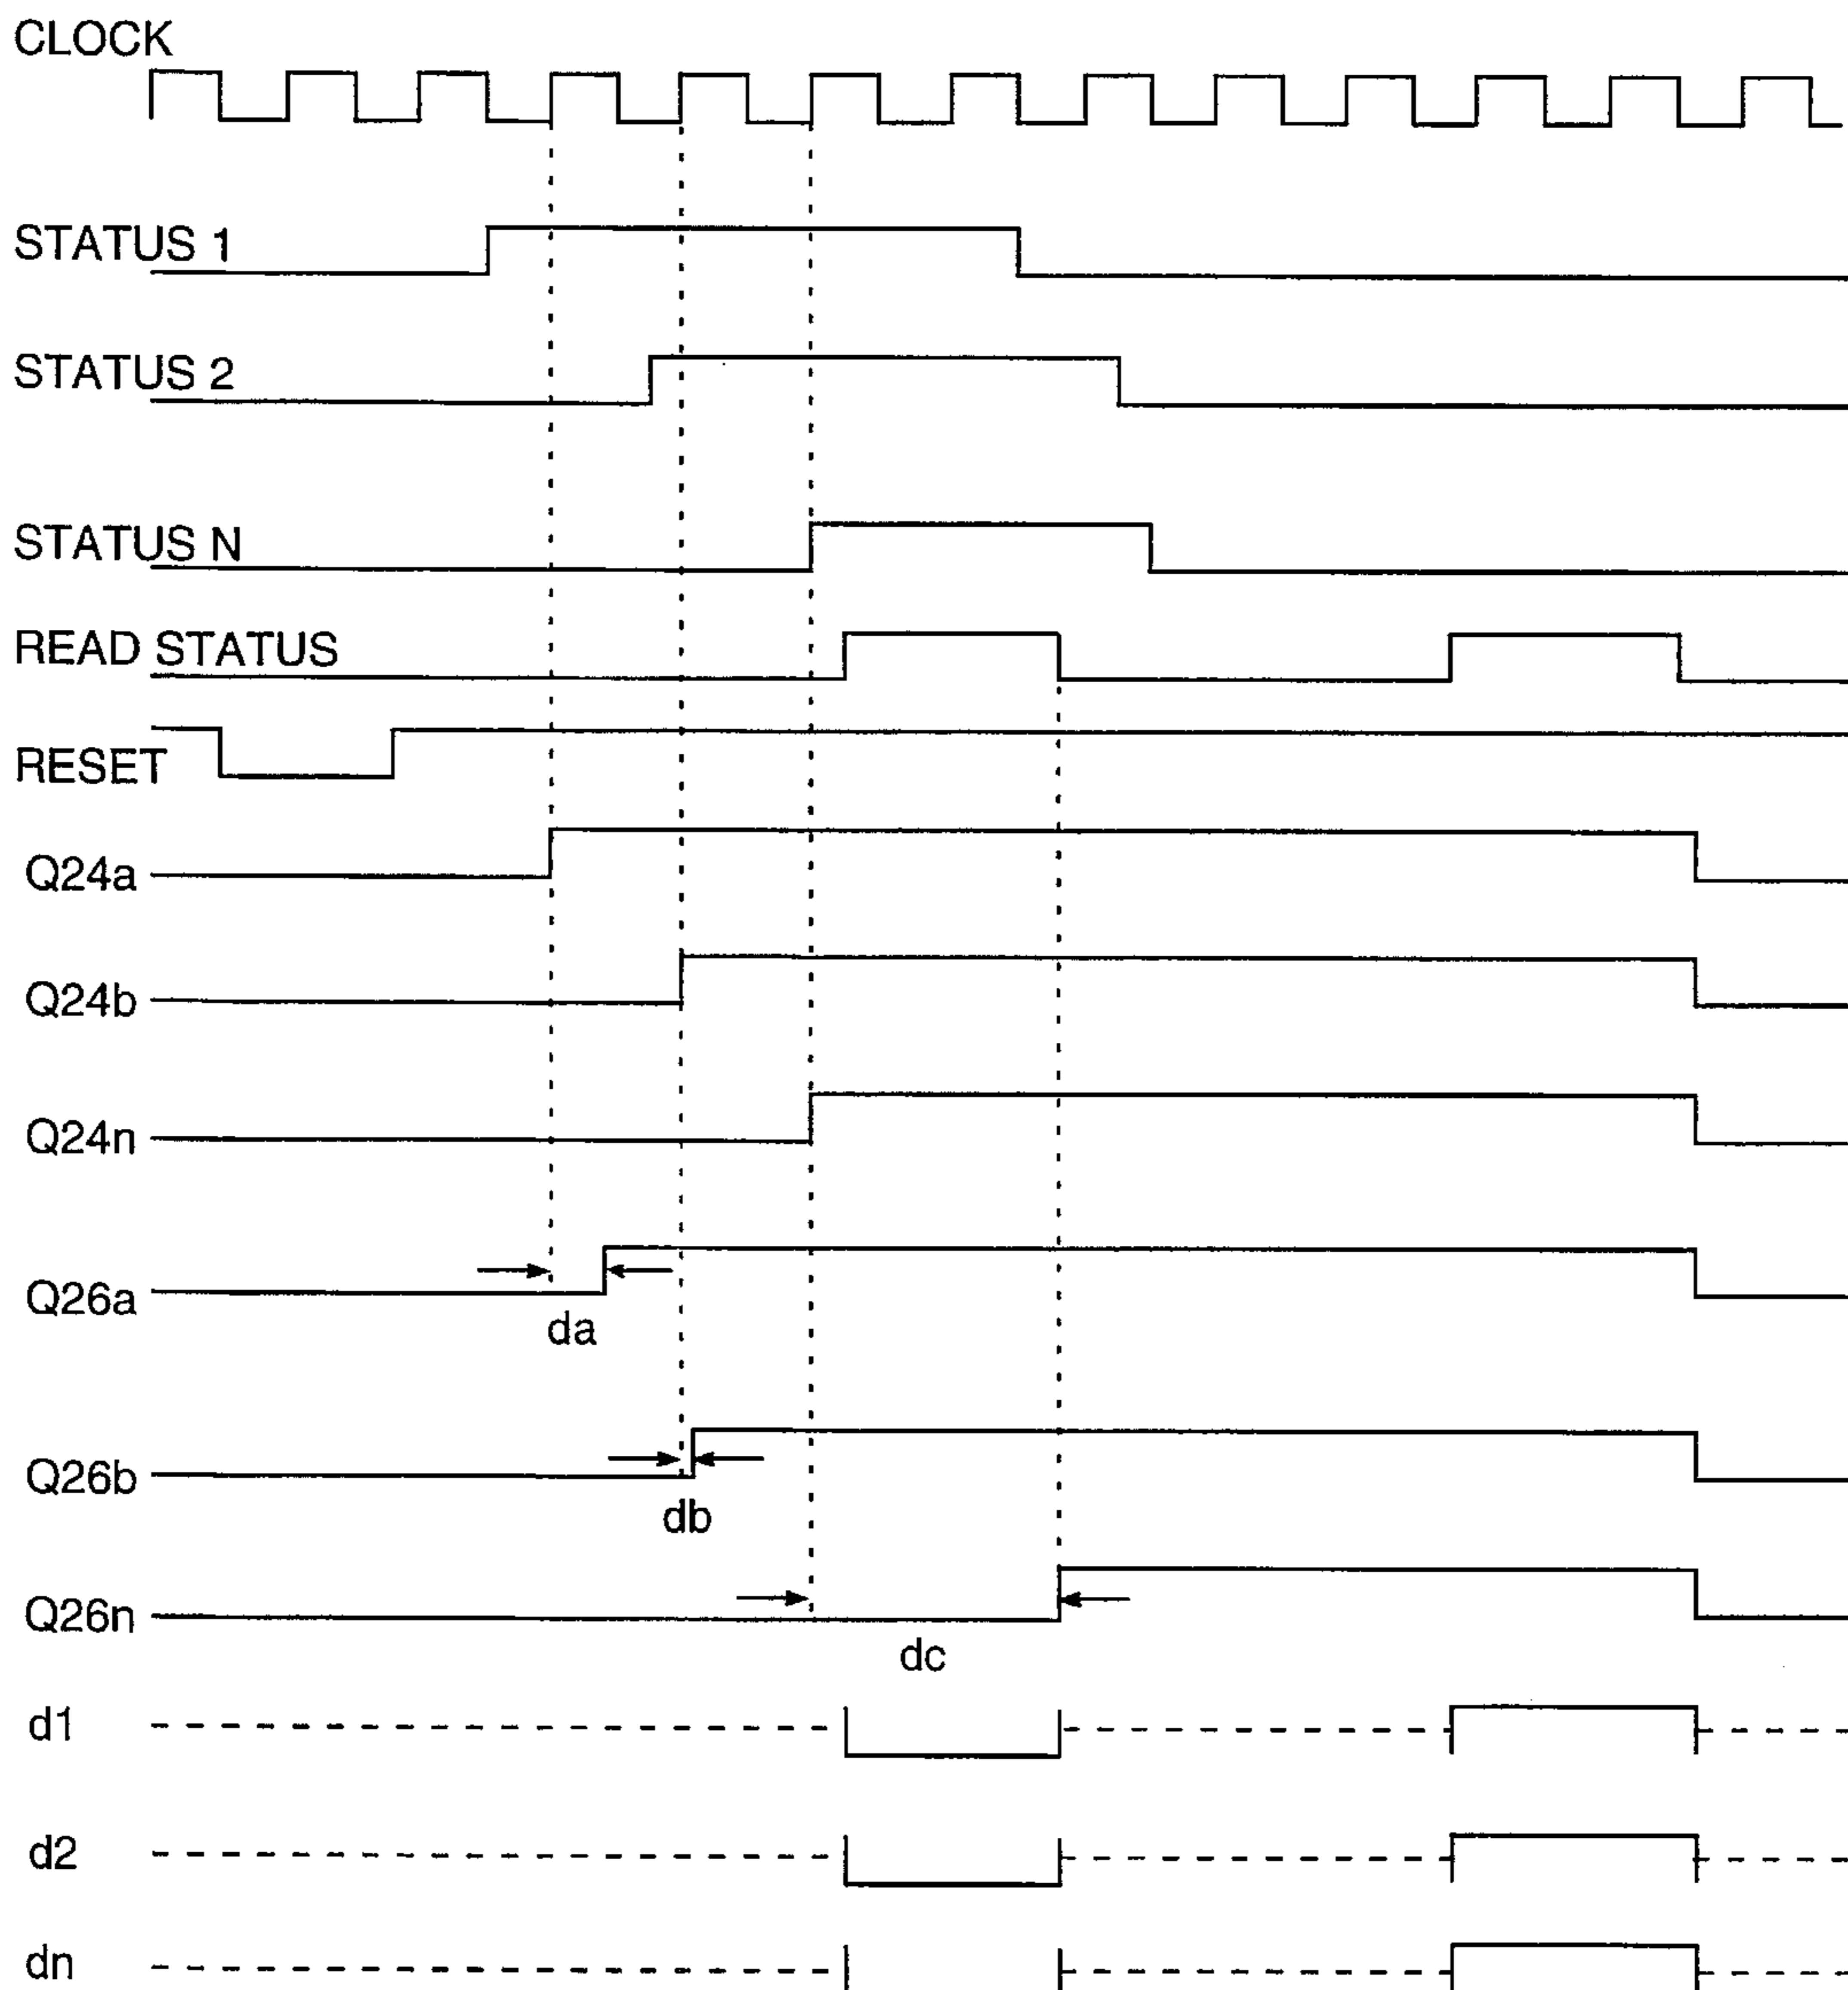 CLOCK
STATUS 1
STATUS 2
STATUS N
READ STATUS
RESET
Q24a
Q24b
Q24n
Q26a
da
Q26b
db
Q26n
dc
d1
d2
dn